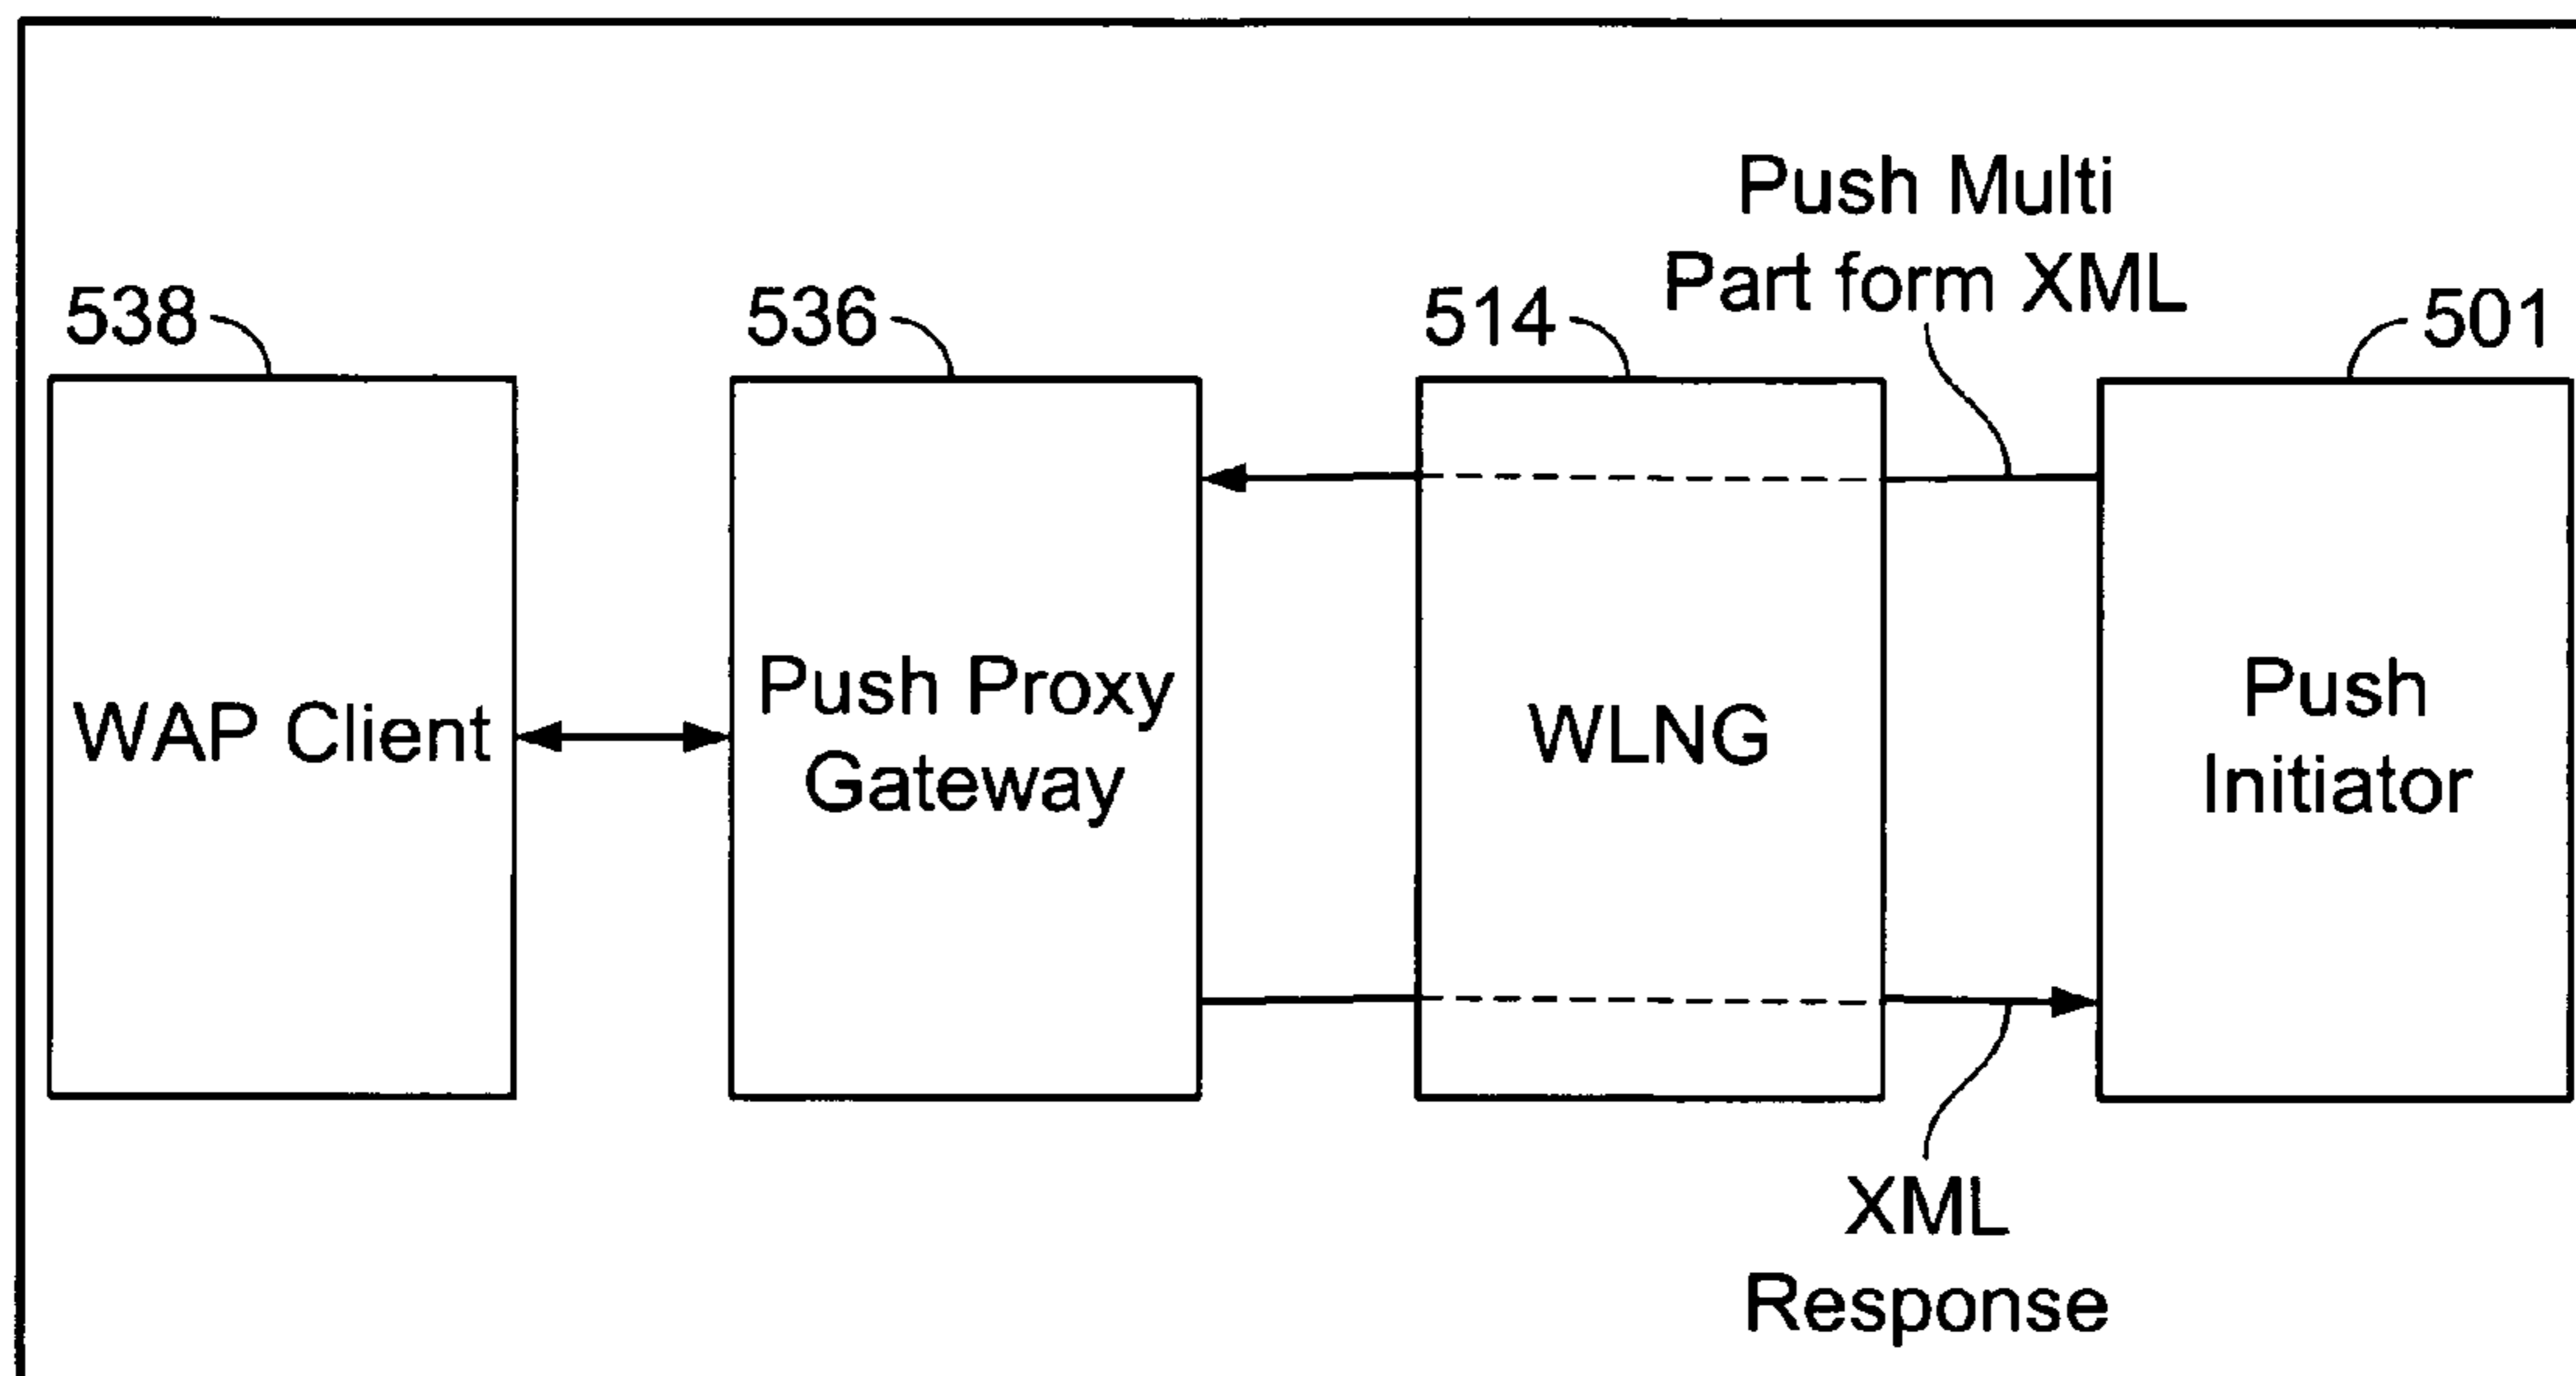 Push Multi
Part form XML
538
536
514
501
WAP Client
Push Proxy
Gateway
WLNG
Push
Initiator
XML
Response